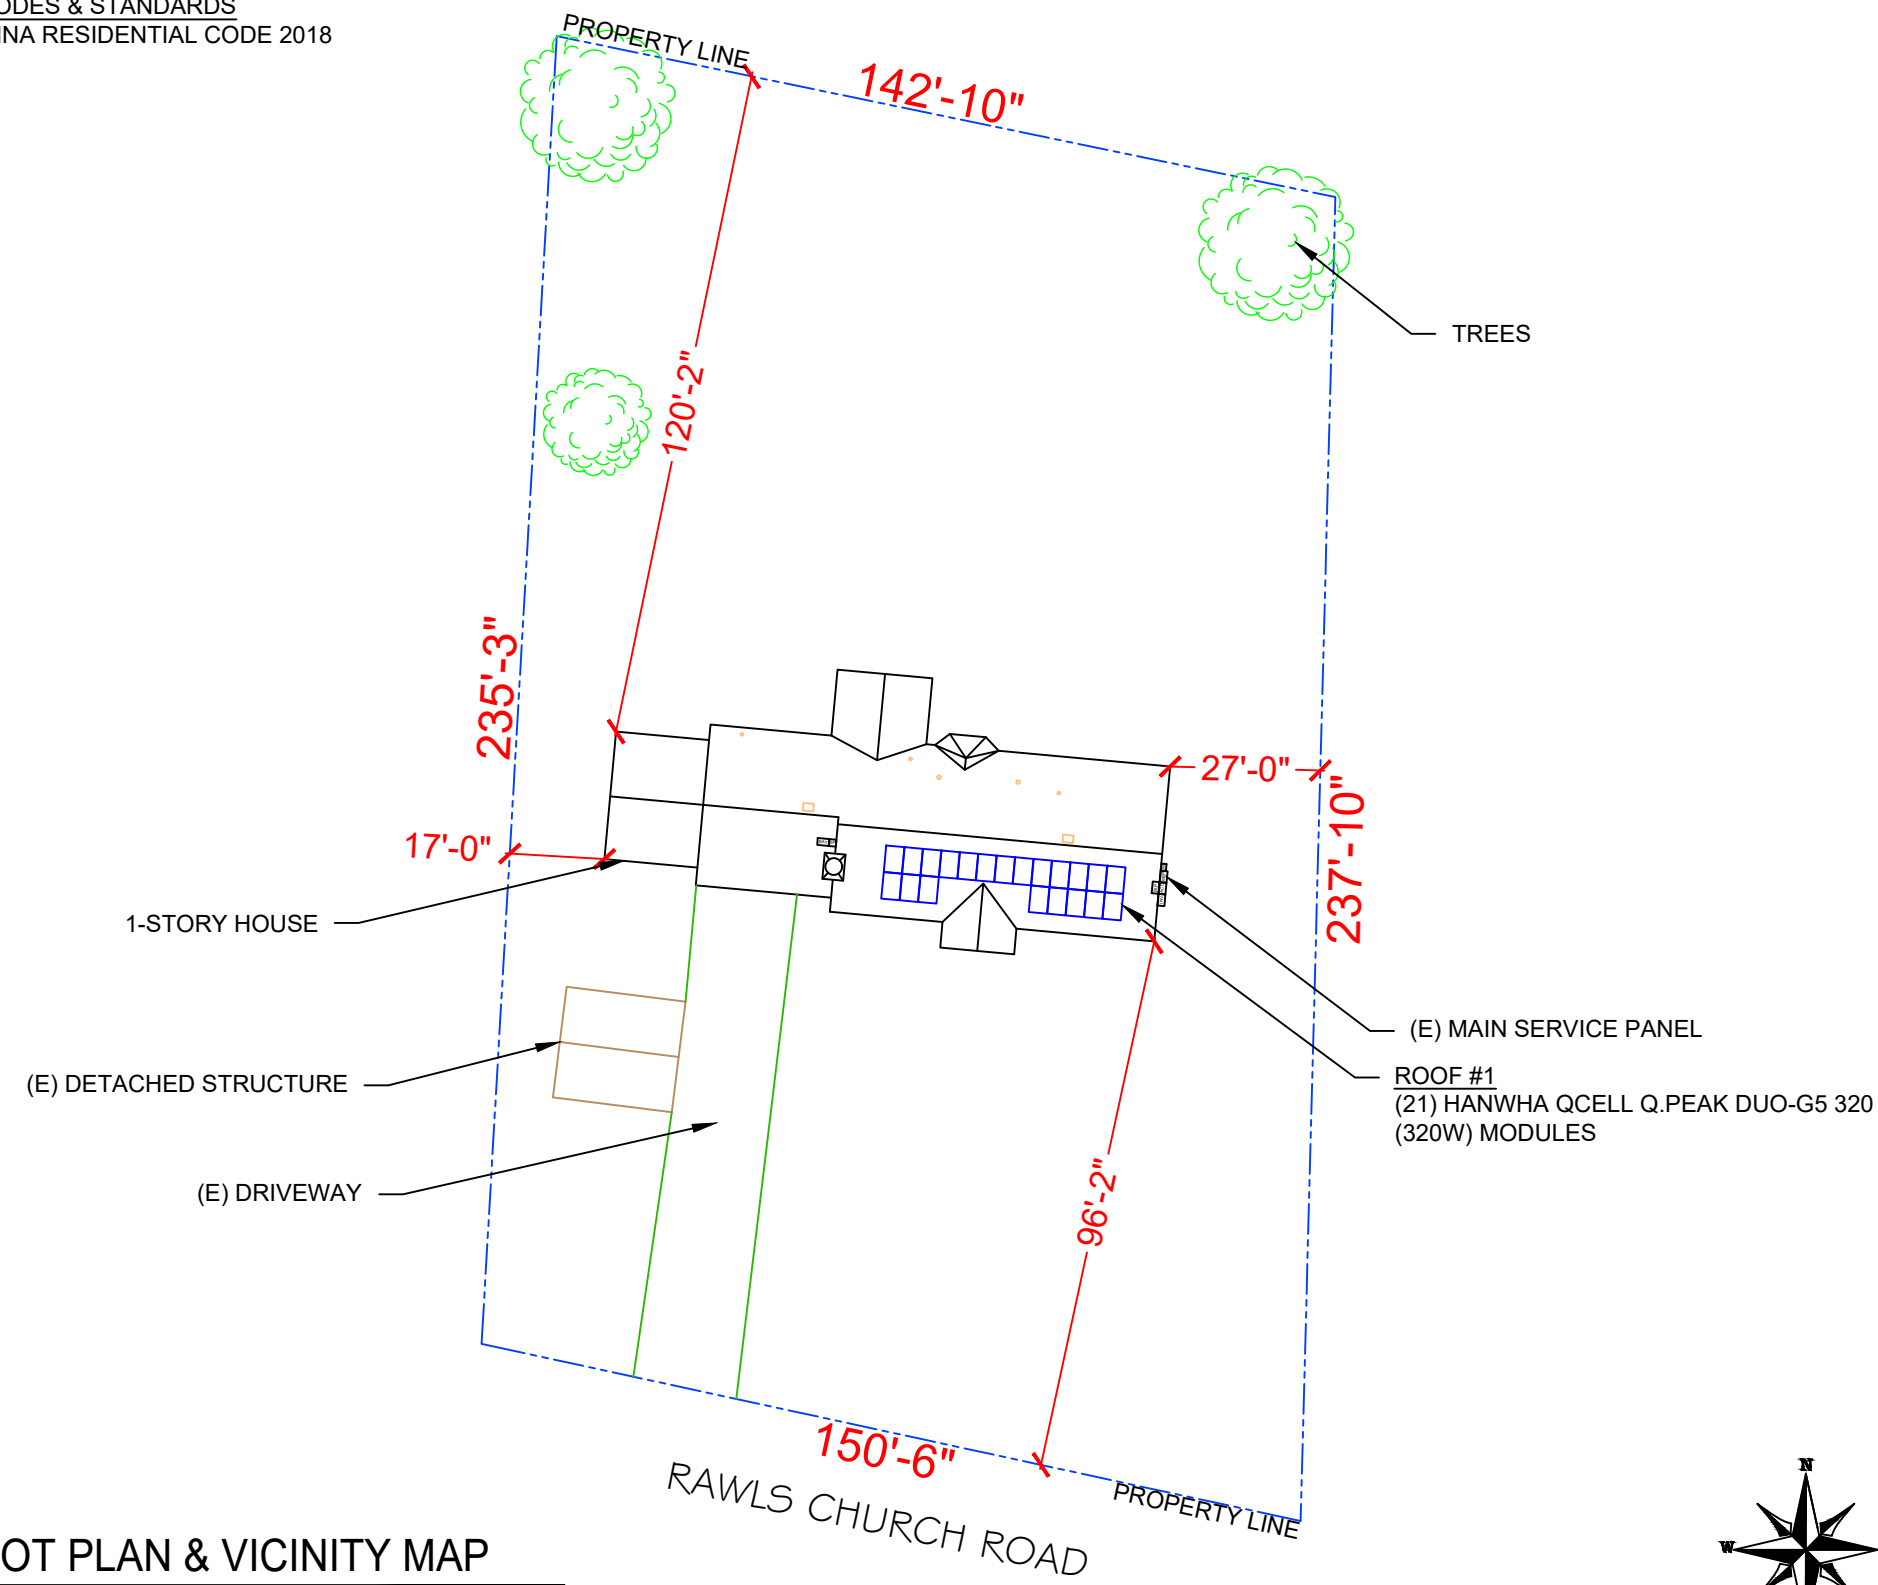 ODES & STANDARDS
INA RESIDENTIAL CODE 2018
PROPERTY LINE
142'-10"
TREES
120'-2"
235'-3"
27'-0"
237'-10"
17'-0"
1-STORY HOUSE
(E) MAIN SERVICE PANEL
ROOF #1
(21) HANWHA QCELL Q.PEAK DUO-G5 320
(320W) MODULES
(E) DETACHED STRUCTURE
(E) DRIVEWAY
96'-2"
150'-6"
PROPERTY LINE
RAWLS CHURCH ROAD
OT PLAN & VICINITY MAP
N
W